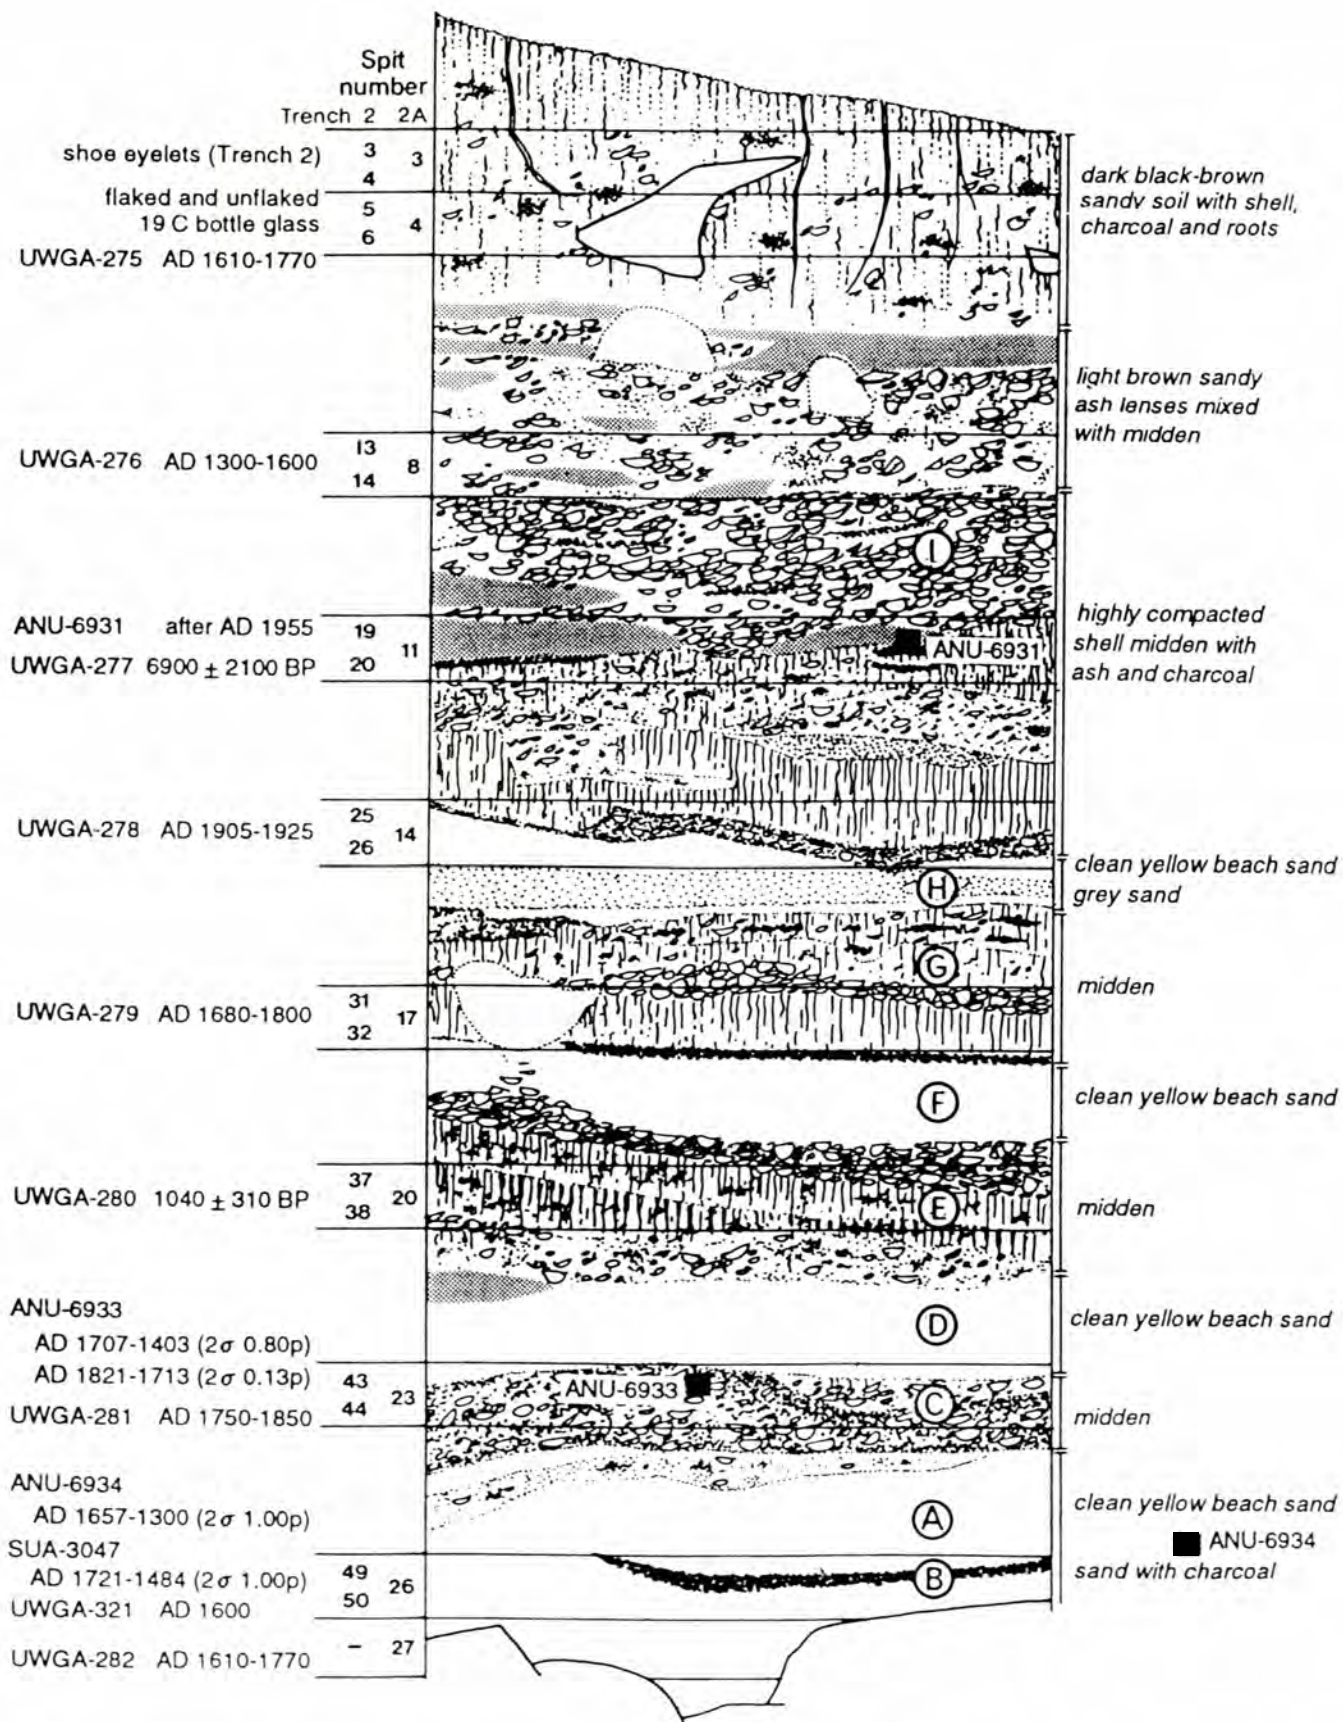 Spit
number
Trench 2 2A
shoe eyelets (Trench 2) 3 3
4
flaked and unflaked 5
19 C bottle glass 4
6
UWGA-275 AD 1610-1770
dark black-brown
sandy soil with shell,
charcoal and roots
light brown sandy
ash lenses mixed
with midden
UWGA-276 AD 1300-1600 13 8
14
I
ANU-6931 after AD 1955 19 11
UWGA-277 6900 ± 2100 BP 20
ANU-6931
highly compacted
shell midden with
ash and charcoal
UWGA-278 AD 1905-1925 25 14
26
clean yellow beach sand
H
grey sand
G
midden
UWGA-279 AD 1680-1800 31 17
32
F
clean yellow beach sand
UWGA-280 1040 ± 310 BP 37 20
38
E
midden
D
clean yellow beach sand
ANU-6933
AD 1707-1403 (2σ 0.80p)
AD 1821-1713 (2σ 0.13p) 43 23
UWGA-281 AD 1750-1850 44
ANU-6933
C
midden
ANU-6934
AD 1657-1300 (2σ 1.00p)
A
clean yellow beach sand
ANU-6934
SUA-3047
AD 1721-1484 (2σ 1.00p) 49 26
UWGA-321 AD 1600 50
B
sand with charcoal
UWGA-282 AD 1610-1770 – 27